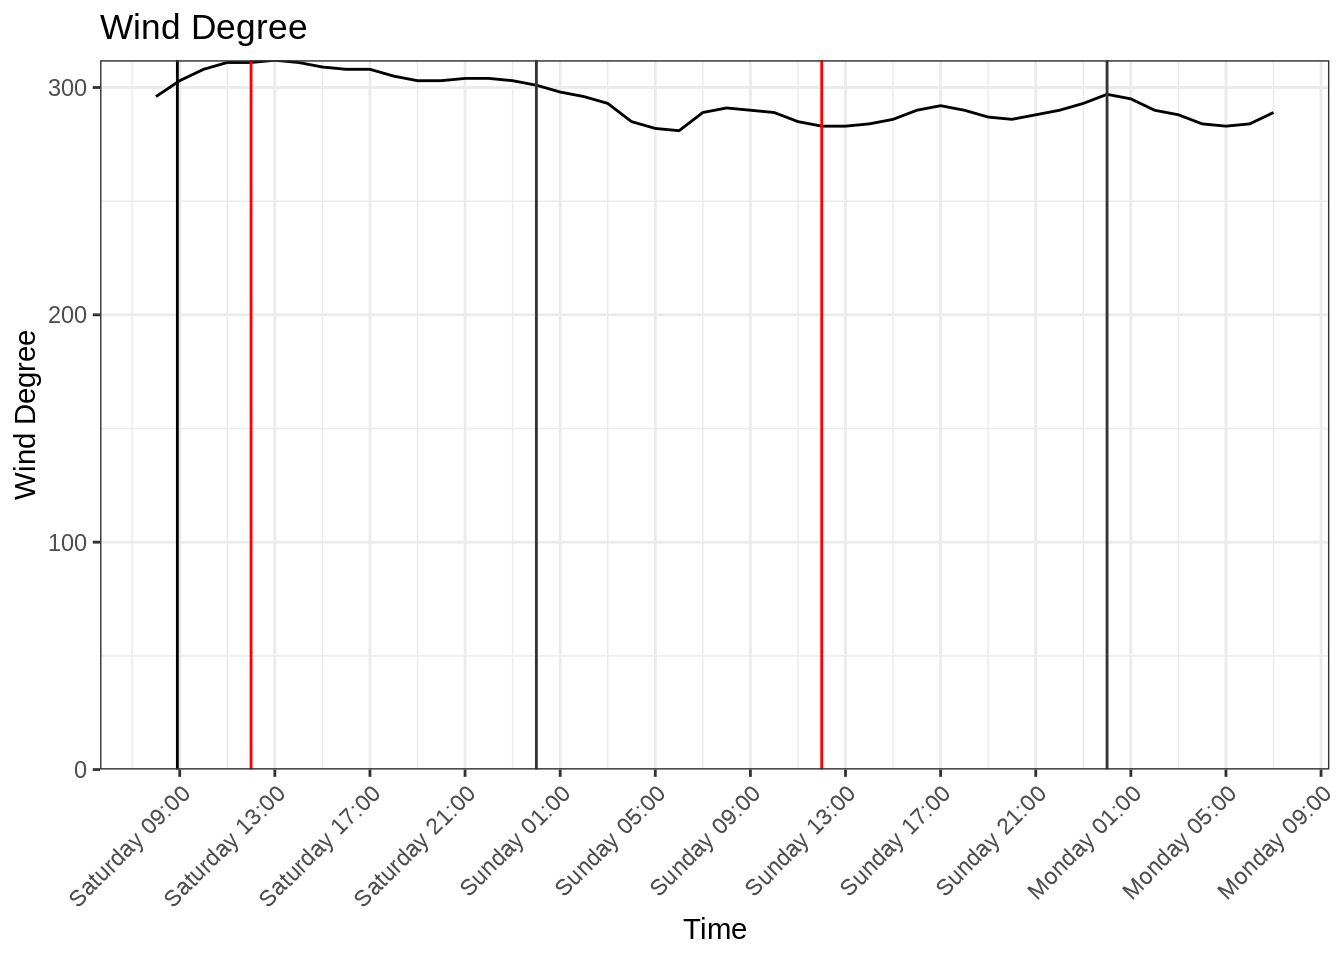 Wind Degree
Wind Degree
300
200
100
0
Saturday 09:00
Saturday 13:00
Saturday 17:00
Saturday 21:00
Sunday 01:00
Sunday 05:00
Sunday 09:00
Sunday 13:00
Sunday 17:00
Sunday 21:00
Monday 01:00
Monday 05:00
Monday 09:00
Time